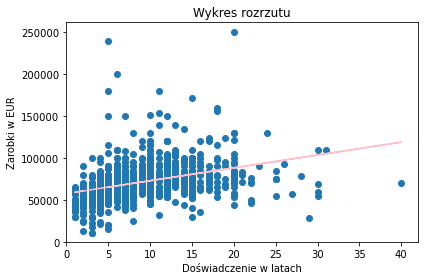 Wykres rozrzutu
Zarobki w EUR
250000
200000
150000
100000
50000
0
0 5 10 15 20 25 30 35 40
Doświadczenie w latach